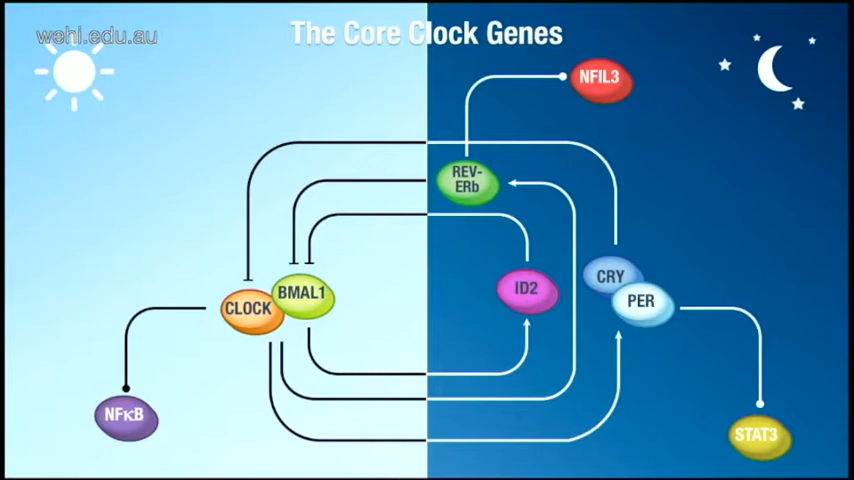 wehi.edu.au
The Core Clock Genes
NFIL3
REV-
ERb
CRY
PER
ID2
BMAL1
CLOCK
NFκB
STAT3